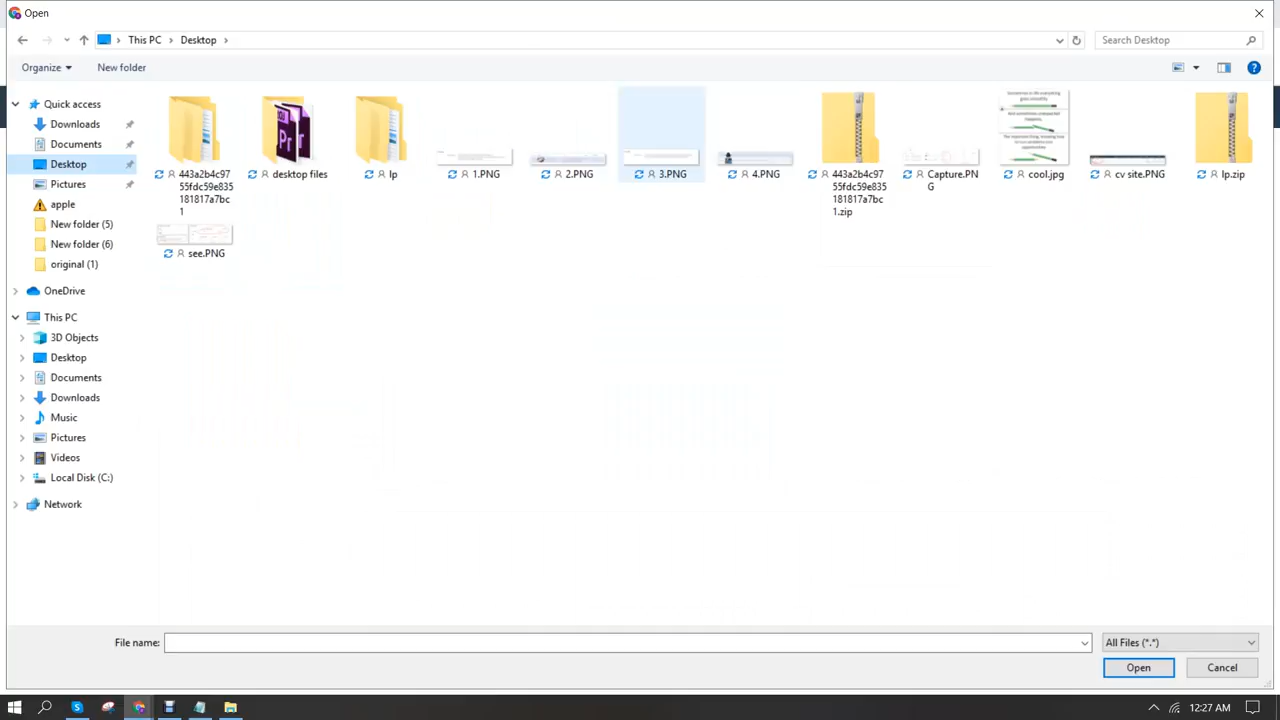 Open
This PC
Desktop
Search Desktop
Organize
New folder
Quick access
Downloads
Documents
Desktop
Pictures
apple
New folder (5)
New folder (6)
original (1)
OneDrive
This PC
3D Objects
Desktop
Documents
Downloads
Music
Pictures
Videos
Local Disk (C:)
Network
443a2b4c97
55fdc59e835
181817a7bc
1
desktop files
lp
1.PNG
2.PNG
3.PNG
4.PNG
443a2b4c97
55fdc59e835
181817a7bc
1.zip
Capture.PN
G
cool.jpg
cv site.PNG
lp.zip
see.PNG
Pr
File name:
All Files (*.*)
Open
Cancel
12:27 AM